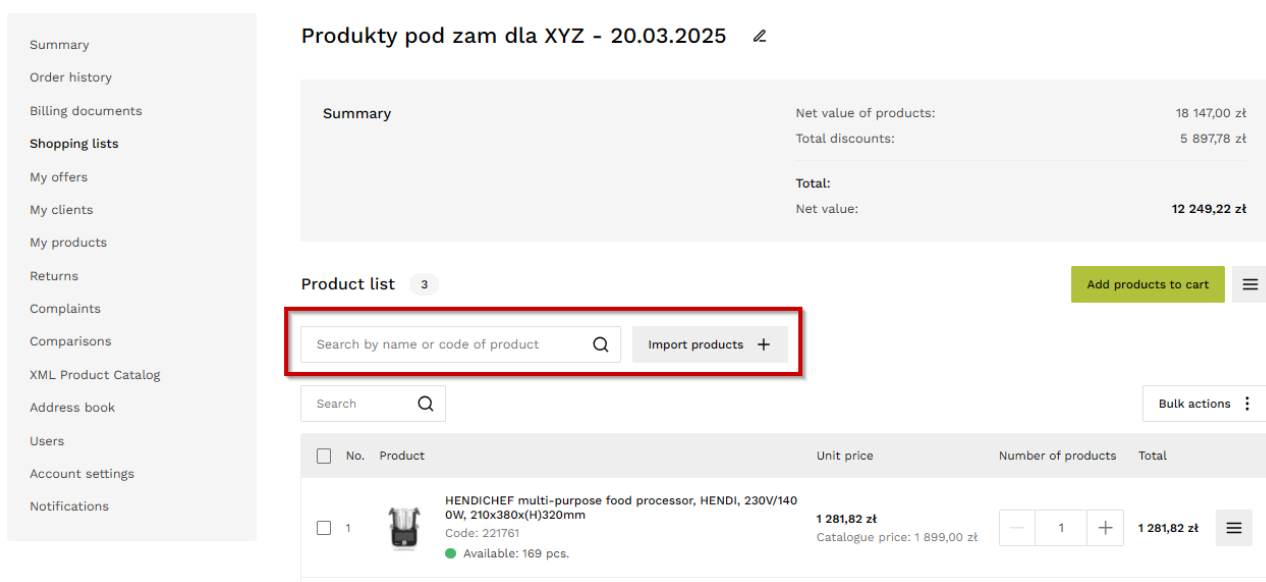 Summary
Order history
Billing documents
Shopping lists
My offers
My clients
My products
Returns
Complaints
Comparisons
XML Product Catalog
Address book
Users
Account settings
Notifications
Produkty pod zam dla XYZ - 20.03.2025
Summary
Net value of products: 18 147,00 zł
Total discounts: 5 897,78 zł
Total:
Net value: 12 249,22 zł
Product list 3
Add products to cart
Search by name or code of product
Import products +
Search
Bulk actions
No. Product Unit price Number of products Total
1
HENDICHEF multi-purpose food processor, HENDI, 230V/140
0W, 210x380x(H)320mm
Code: 221761
Available: 169 pcs.
1 281,82 zł
Catalogue price: 1 899,00 zł
— 1 +
1 281,82 zł